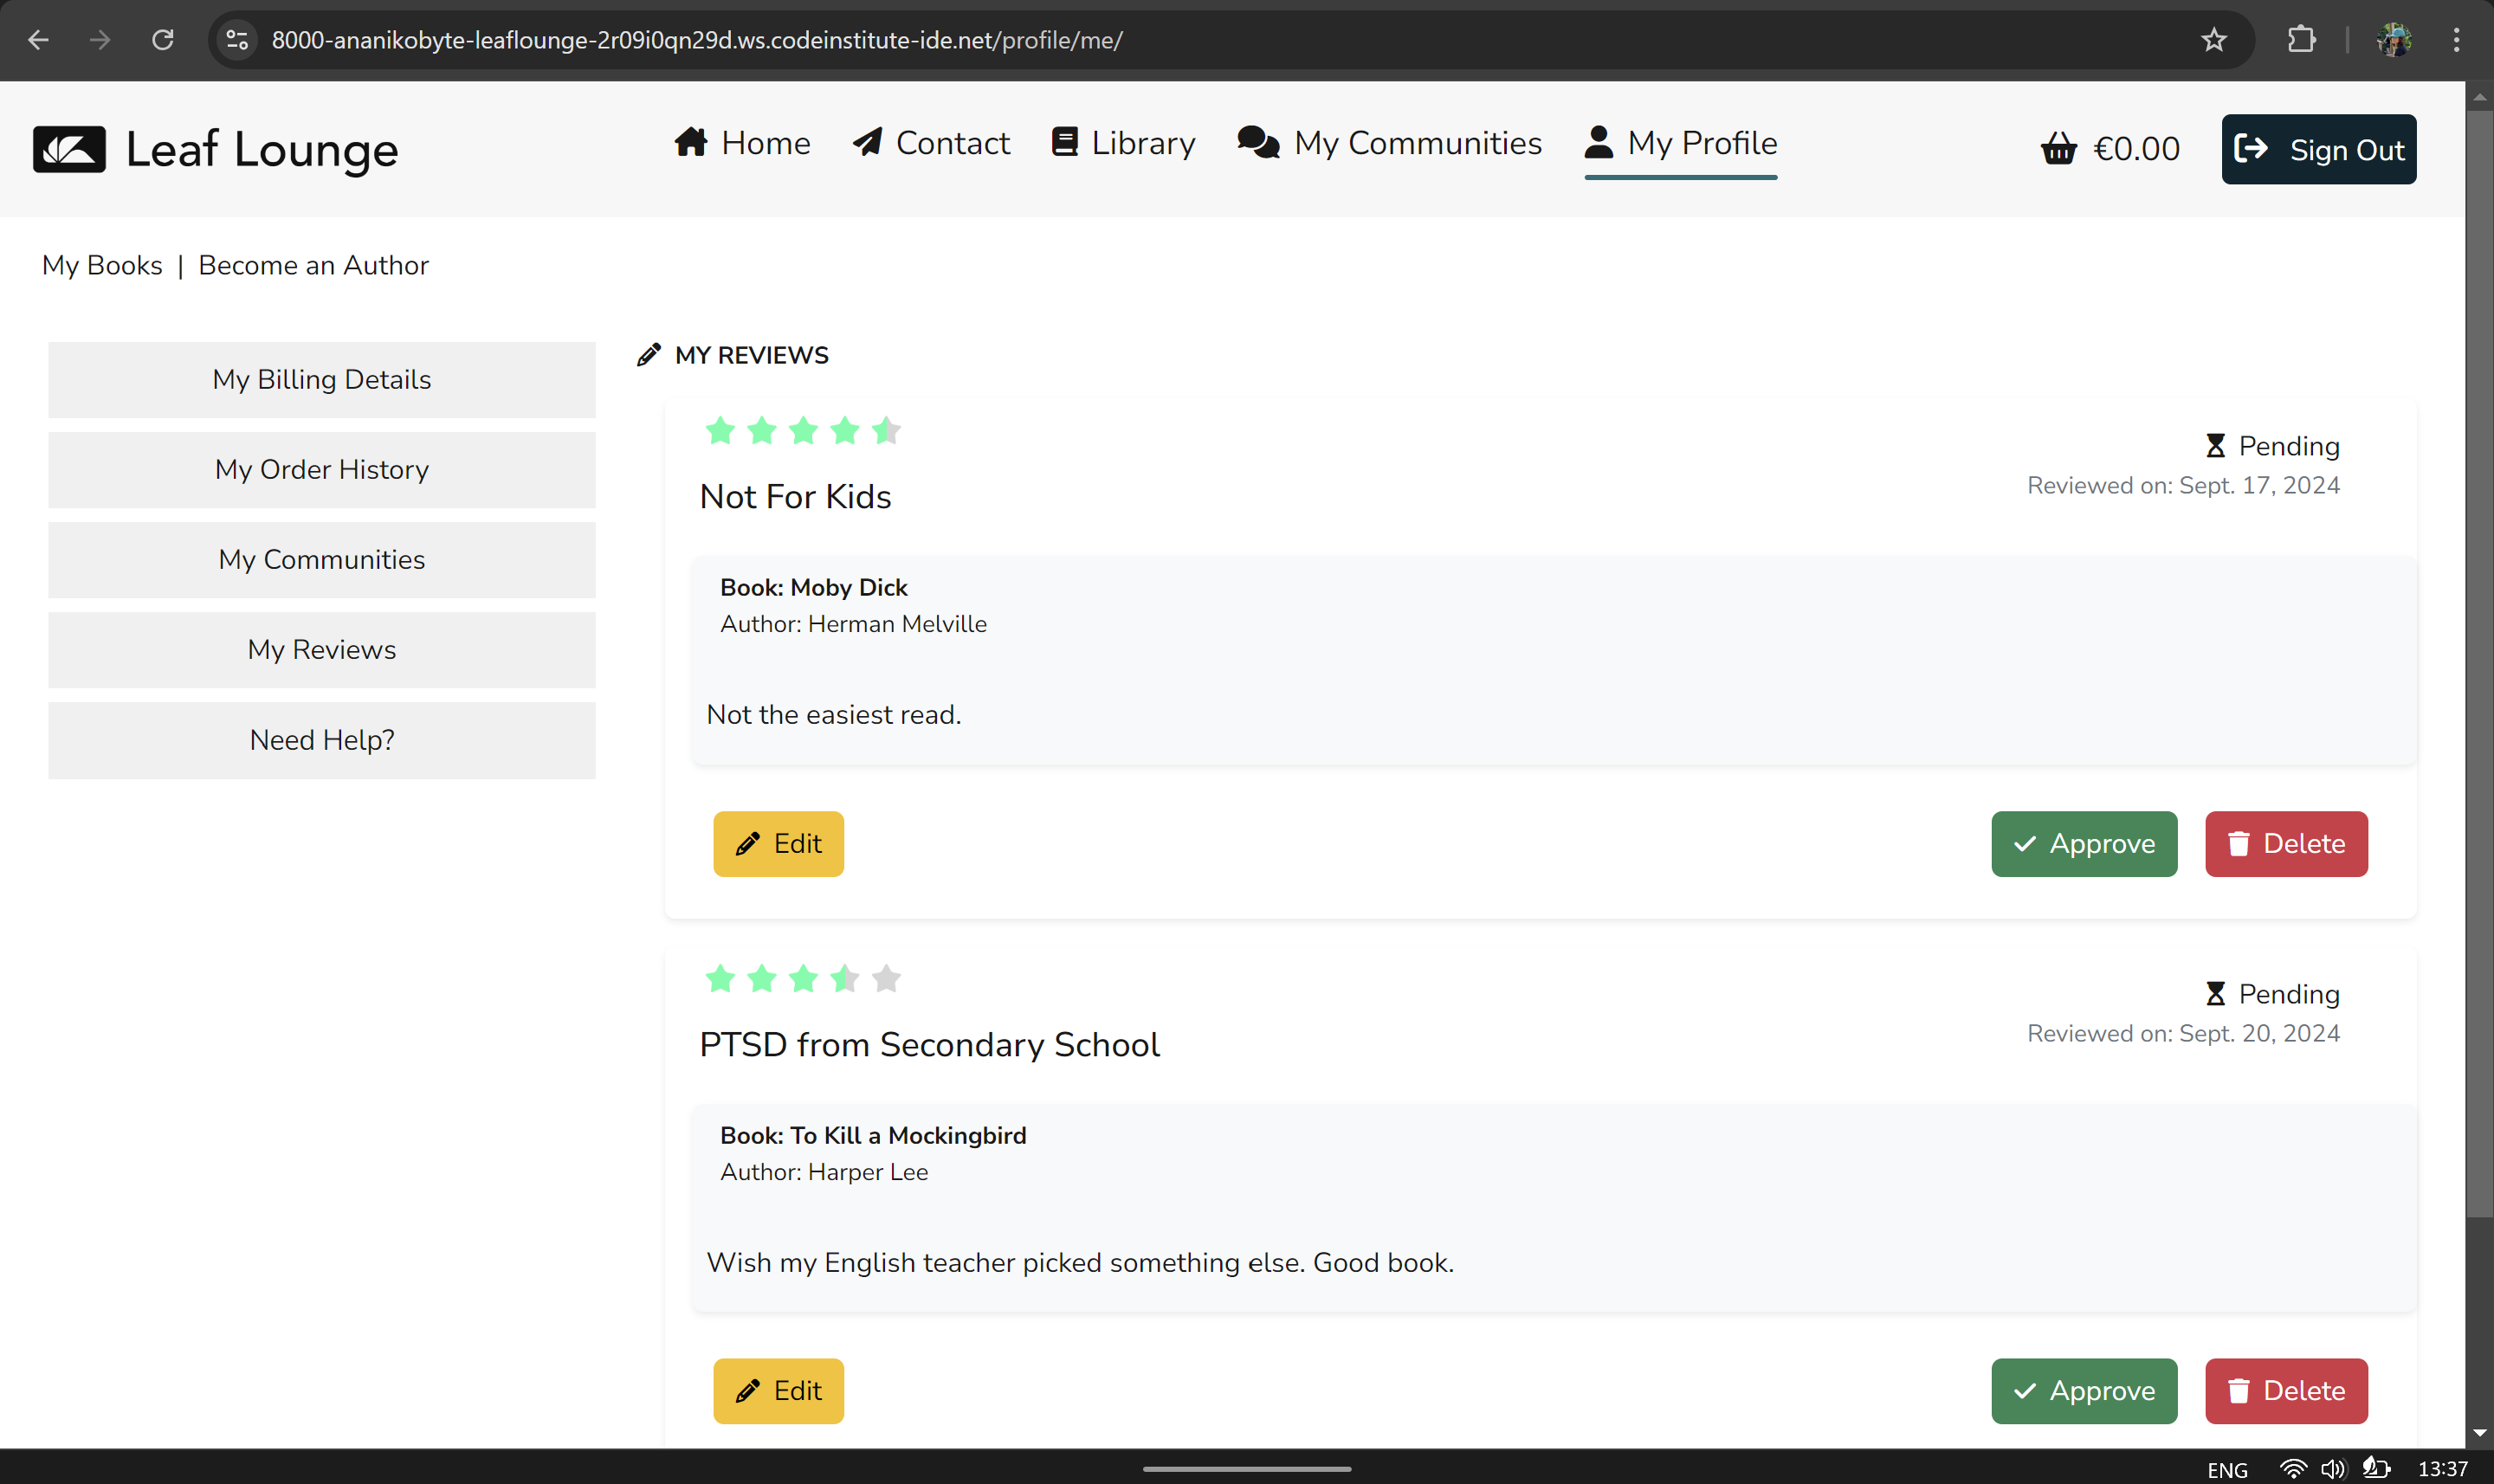 8000-ananikobyte-leaflounge-2r09i0qn29d.ws.codeinstitute-ide.net/profile/me/
Leaf Lounge
Home
Contact
Library
My Communities
My Profile
€0.00
Sign Out
My Books | Become an Author
My Billing Details
My Order History
My Communities
My Reviews
Need Help?
MY REVIEWS
Pending
Reviewed on: Sept. 17, 2024
Not For Kids
Book: Moby Dick
Author: Herman Melville
Not the easiest read.
Edit
Approve
Delete
Pending
Reviewed on: Sept. 20, 2024
PTSD from Secondary School
Book: To Kill a Mockingbird
Author: Harper Lee
Wish my English teacher picked something else. Good book.
Edit
Approve
Delete
ENG
13:37